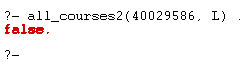 ?- all_courses2(40029586, L) .
false.
?-